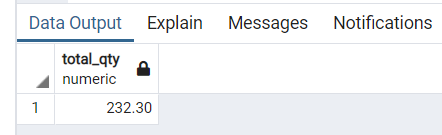 Data Output Explain Messages Notifications
total_qty
numeric
1 232.30